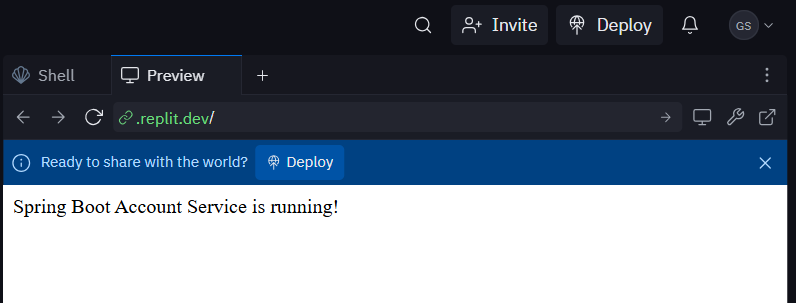 Invite Deploy GS
Shell Preview
.replit.dev/
Ready to share with the world? Deploy
Spring Boot Account Service is running!